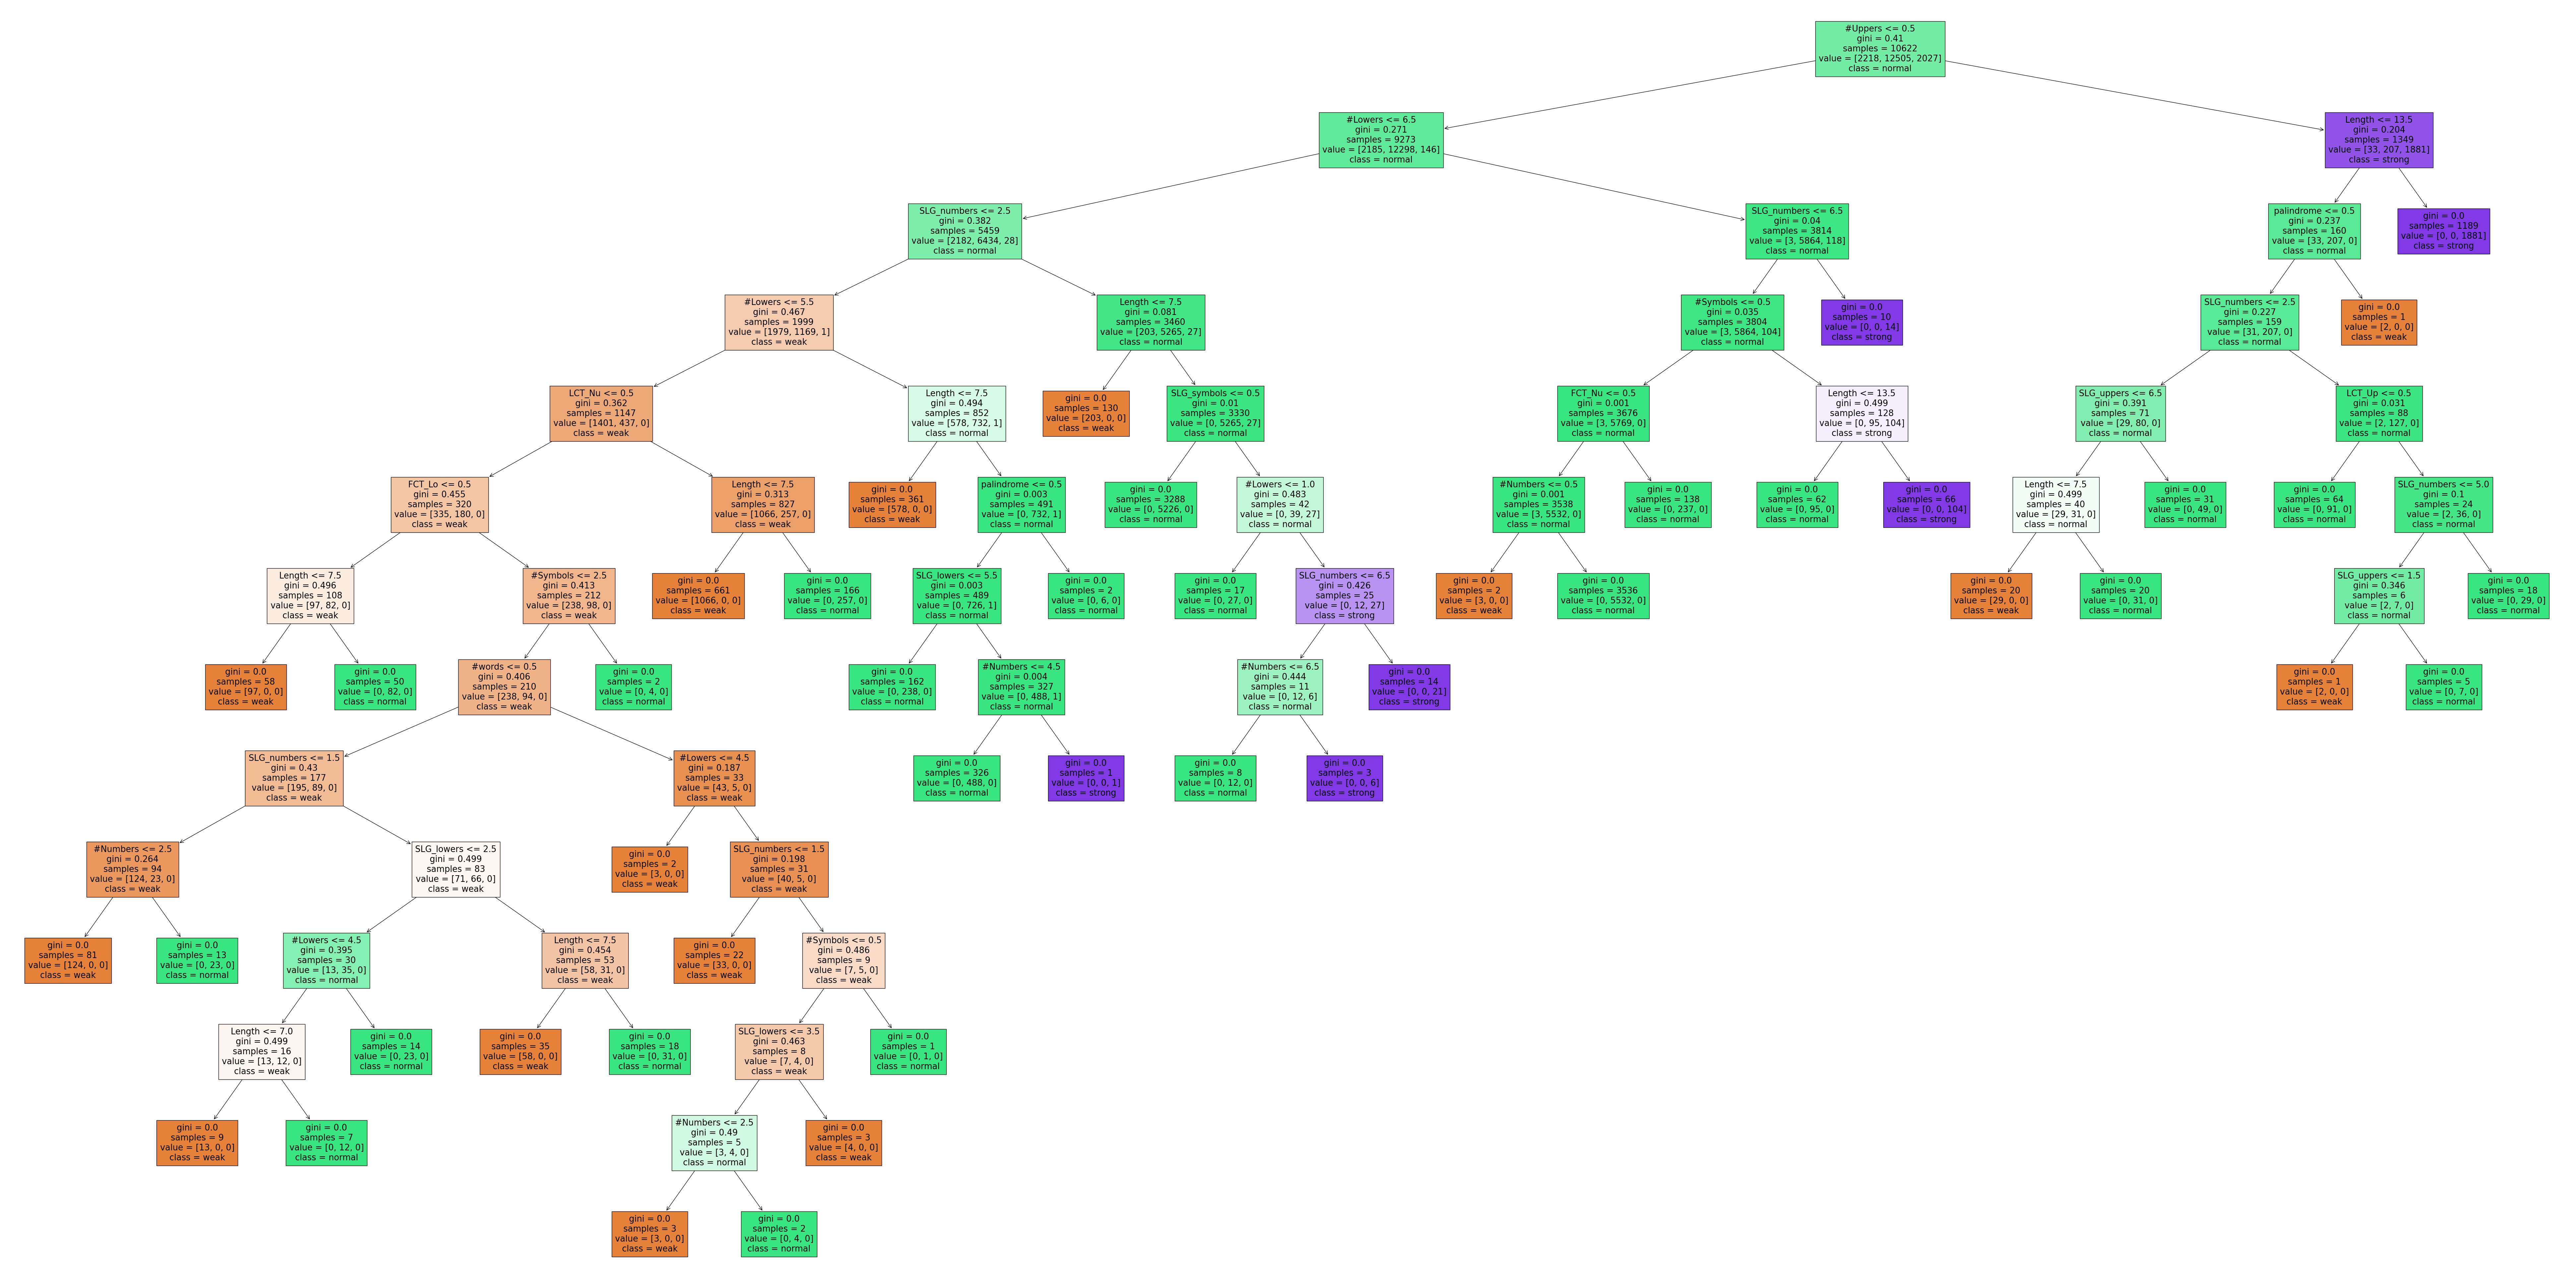 #Uppers <= 0.5
gini = 0.41
samples = 10622
value = [2218, 12505, 2027]
class = normal
#Lowers <= 6.5
gini = 0.271
samples = 9273
value = [2185, 12298, 146]
class = normal
Length <= 13.5
gini = 0.204
samples = 1349
value = [33, 207, 1881]
class = strong
SLG_numbers <= 2.5
gini = 0.382
samples = 5459
value = [2182, 6434, 28]
class = normal
SLG_numbers <= 6.5
gini = 0.04
samples = 3814
value = [3, 5864, 118]
class = normal
palindrome <= 0.5
gini = 0.237
samples = 160
value = [33, 207, 0]
class = normal
gini = 0.0
samples = 1189
value = [0, 0, 1881]
class = strong
#Lowers <= 5.5
gini = 0.467
samples = 1999
value = [1979, 1169, 1]
class = weak
Length <= 7.5
gini = 0.081
samples = 3460
value = [203, 5265, 27]
class = normal
#Symbols <= 0.5
gini = 0.035
samples = 3804
value = [3, 5864, 104]
class = normal
gini = 0.0
samples = 10
value = [0, 0, 14]
class = strong
SLG_numbers <= 2.5
gini = 0.227
samples = 159
value = [31, 207, 0]
class = normal
gini = 0.0
samples = 1
value = [2, 0, 0]
class = weak
LCT_Nu <= 0.5
gini = 0.362
samples = 1147
value = [1401, 437, 0]
class = weak
Length <= 7.5
gini = 0.494
samples = 852
value = [578, 732, 1]
class = normal
gini = 0.0
samples = 130
value = [203, 0, 0]
class = weak
SLG_symbols <= 0.5
gini = 0.01
samples = 3330
value = [0, 5265, 27]
class = normal
FCT_Nu <= 0.5
gini = 0.001
samples = 3676
value = [3, 5769, 0]
class = normal
Length <= 13.5
gini = 0.499
samples = 128
value = [0, 95, 104]
class = strong
SLG_uppers <= 6.5
gini = 0.391
samples = 71
value = [29, 80, 0]
class = normal
LCT_Up <= 0.5
gini = 0.031
samples = 88
value = [2, 127, 0]
class = normal
FCT_Lo <= 0.5
gini = 0.455
samples = 320
value = [335, 180, 0]
class = weak
Length <= 7.5
gini = 0.313
samples = 827
value = [1066, 257, 0]
class = weak
gini = 0.0
samples = 361
value = [578, 0, 0]
class = weak
palindrome <= 0.5
gini = 0.003
samples = 491
value = [0, 732, 1]
class = normal
gini = 0.0
samples = 3288
value = [0, 5226, 0]
class = normal
#Lowers <= 1.0
gini = 0.483
samples = 42
value = [0, 39, 27]
class = normal
#Numbers <= 0.5
gini = 0.001
samples = 3538
value = [3, 5532, 0]
class = normal
gini = 0.0
samples = 138
value = [0, 237, 0]
class = normal
gini = 0.0
samples = 62
value = [0, 95, 0]
class = normal
gini = 0.0
samples = 66
value = [0, 0, 104]
class = strong
Length <= 7.5
gini = 0.499
samples = 40
value = [29, 31, 0]
class = normal
gini = 0.0
samples = 31
value = [0, 49, 0]
class = normal
gini = 0.0
samples = 64
value = [0, 91, 0]
class = normal
SLG_numbers <= 5.0
gini = 0.1
samples = 24
value = [2, 36, 0]
class = normal
Length <= 7.5
gini = 0.496
samples = 108
value = [97, 82, 0]
class = weak
#Symbols <= 2.5
gini = 0.413
samples = 212
value = [238, 98, 0]
class = weak
gini = 0.0
samples = 661
value = [1066, 0, 0]
class = weak
gini = 0.0
samples = 166
value = [0, 257, 0]
class = normal
SLG_lowers <= 5.5
gini = 0.003
samples = 489
value = [0, 726, 1]
class = normal
gini = 0.0
samples = 2
value = [0, 6, 0]
class = normal
gini = 0.0
samples = 17
value = [0, 27, 0]
class = normal
SLG_numbers <= 6.5
gini = 0.426
samples = 25
value = [0, 12, 27]
class = strong
gini = 0.0
samples = 2
value = [3, 0, 0]
class = weak
gini = 0.0
samples = 3536
value = [0, 5532, 0]
class = normal
gini = 0.0
samples = 20
value = [29, 0, 0]
class = weak
gini = 0.0
samples = 20
value = [0, 31, 0]
class = normal
SLG_uppers <= 1.5
gini = 0.346
samples = 6
value = [2, 7, 0]
class = normal
gini = 0.0
samples = 18
value = [0, 29, 0]
class = normal
gini = 0.0
samples = 58
value = [97, 0, 0]
class = weak
gini = 0.0
samples = 50
value = [0, 82, 0]
class = normal
#words <= 0.5
gini = 0.406
samples = 210
value = [238, 94, 0]
class = weak
gini = 0.0
samples = 2
value = [0, 4, 0]
class = normal
gini = 0.0
samples = 162
value = [0, 238, 0]
class = normal
#Numbers <= 4.5
gini = 0.004
samples = 327
value = [0, 488, 1]
class = normal
#Numbers <= 6.5
gini = 0.444
samples = 11
value = [0, 12, 6]
class = normal
gini = 0.0
samples = 14
value = [0, 0, 21]
class = strong
gini = 0.0
samples = 1
value = [2, 0, 0]
class = weak
gini = 0.0
samples = 5
value = [0, 7, 0]
class = normal
SLG_numbers <= 1.5
gini = 0.43
samples = 177
value = [195, 89, 0]
class = weak
#Lowers <= 4.5
gini = 0.187
samples = 33
value = [43, 5, 0]
class = weak
gini = 0.0
samples = 326
value = [0, 488, 0]
class = normal
gini = 0.0
samples = 1
value = [0, 0, 1]
class = strong
gini = 0.0
samples = 8
value = [0, 12, 0]
class = normal
gini = 0.0
samples = 3
value = [0, 0, 6]
class = strong
#Numbers <= 2.5
gini = 0.264
samples = 94
value = [124, 23, 0]
class = weak
SLG_lowers <= 2.5
gini = 0.499
samples = 83
value = [71, 66, 0]
class = weak
gini = 0.0
samples = 2
value = [3, 0, 0]
class = weak
SLG_numbers <= 1.5
gini = 0.198
samples = 31
value = [40, 5, 0]
class = weak
gini = 0.0
samples = 81
value = [124, 0, 0]
class = weak
gini = 0.0
samples = 13
value = [0, 23, 0]
class = normal
#Lowers <= 4.5
gini = 0.395
samples = 30
value = [13, 35, 0]
class = normal
Length <= 7.5
gini = 0.454
samples = 53
value = [58, 31, 0]
class = weak
gini = 0.0
samples = 22
value = [33, 0, 0]
class = weak
#Symbols <= 0.5
gini = 0.486
samples = 9
value = [7, 5, 0]
class = weak
Length <= 7.0
gini = 0.499
samples = 16
value = [13, 12, 0]
class = weak
gini = 0.0
samples = 14
value = [0, 23, 0]
class = normal
gini = 0.0
samples = 35
value = [58, 0, 0]
class = weak
gini = 0.0
samples = 18
value = [0, 31, 0]
class = normal
SLG_lowers <= 3.5
gini = 0.463
samples = 8
value = [7, 4, 0]
class = weak
gini = 0.0
samples = 1
value = [0, 1, 0]
class = normal
gini = 0.0
samples = 9
value = [13, 0, 0]
class = weak
gini = 0.0
samples = 7
value = [0, 12, 0]
class = normal
#Numbers <= 2.5
gini = 0.49
samples = 5
value = [3, 4, 0]
class = normal
gini = 0.0
samples = 3
value = [4, 0, 0]
class = weak
gini = 0.0
samples = 3
value = [3, 0, 0]
class = weak
gini = 0.0
samples = 2
value = [0, 4, 0]
class = normal